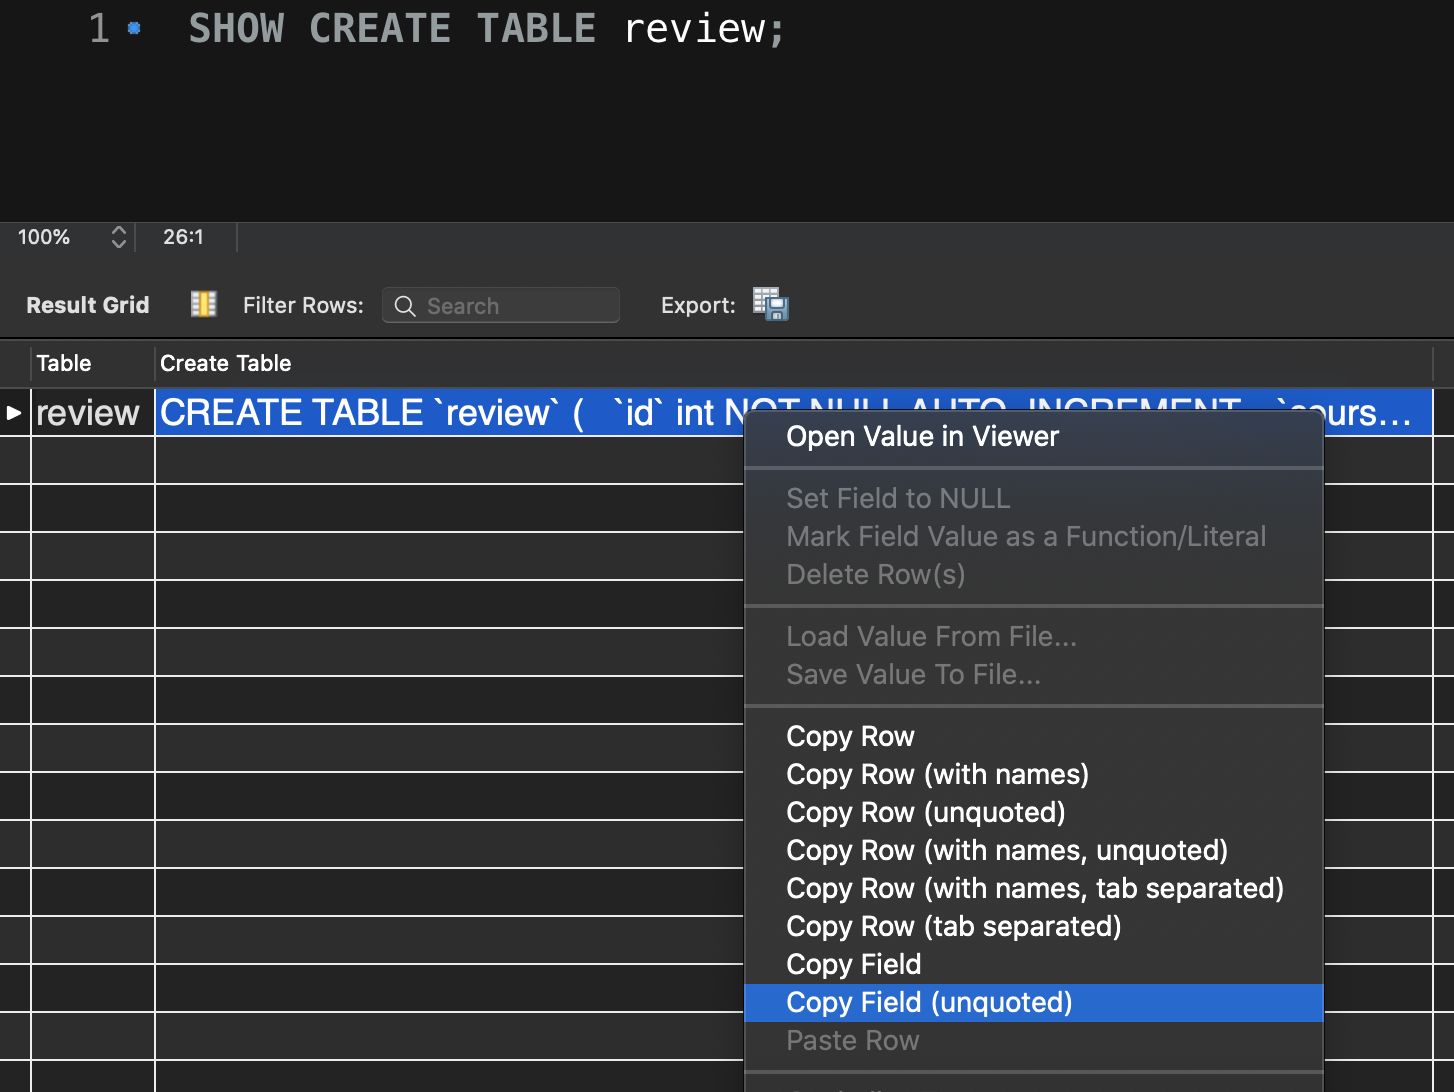 1 SHOW CREATE TABLE review;
100% 26:1
Result Grid Filter Rows: Search Export:
Table Create Table
review CREATE TABLE `review` ( `id` int NOT NULL AUTO_INCREMENT, `cours...
Open Value in Viewer
Set Field to NULL
Mark Field Value as a Function/Literal
Delete Row(s)
Load Value From File...
Save Value To File...
Copy Row
Copy Row (with names)
Copy Row (unquoted)
Copy Row (with names, unquoted)
Copy Row (with names, tab separated)
Copy Row (tab separated)
Copy Field
Copy Field (unquoted)
Paste Row